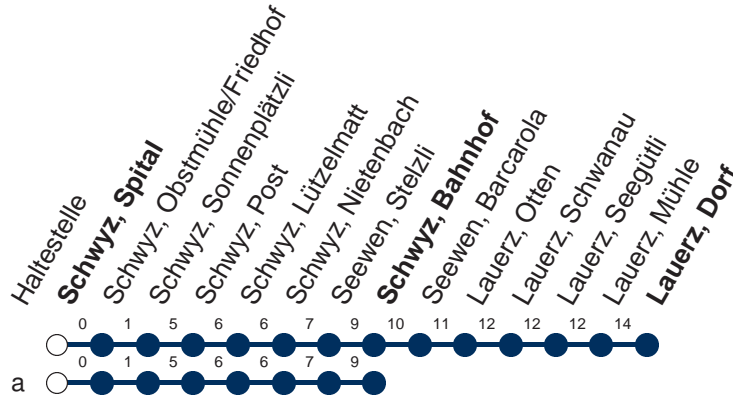 Haltestelle
Schwyz, Spital
Schwyz, Obstmühle/Friedhof
Schwyz, Sonnenplätzli
Schwyz, Post
Schwyz, Lützelmatt
Schwyz, Nietenbach
Seewen, Stelzli
Schwyz, Bahnhof
Seewen, Barcarola
Lauerz, Otten
Lauerz, Schwanau
Lauerz, Seegütli
Lauerz, Mühle
Lauerz, Dorf
0 1 5 6 6 7 9 10 11 12 12 12 14
a 0 1 5 6 6 7 9